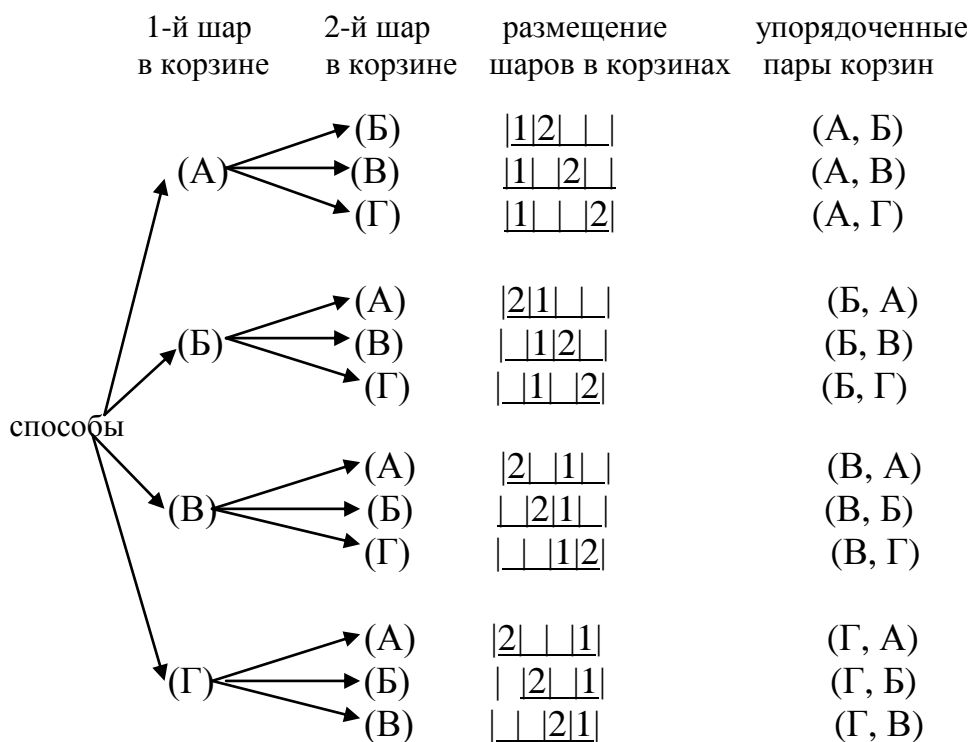 1-й шар 2-й шар размещение упорядоченные
в корзине в корзине шаров в корзинах пары корзин
(Б) |1|2| | | (А, Б)
(А) (В) |1| |2| | (А, В)
(Г) |1| | |2| (А, Г)
(А) |2|1| | | (Б, А)
(Б) (В) | |1|2| | (Б, В)
(Г) | |1| |2| (Б, Г)
способы
(А) |2| |1| | (В, А)
(В) (Б) | |2|1| | (В, Б)
(Г) | | |1|2| (В, Г)
(А) |2| | |1| (Г, А)
(Г) (Б) | |2| |1| (Г, Б)
(В) | | |2|1| (Г, В)